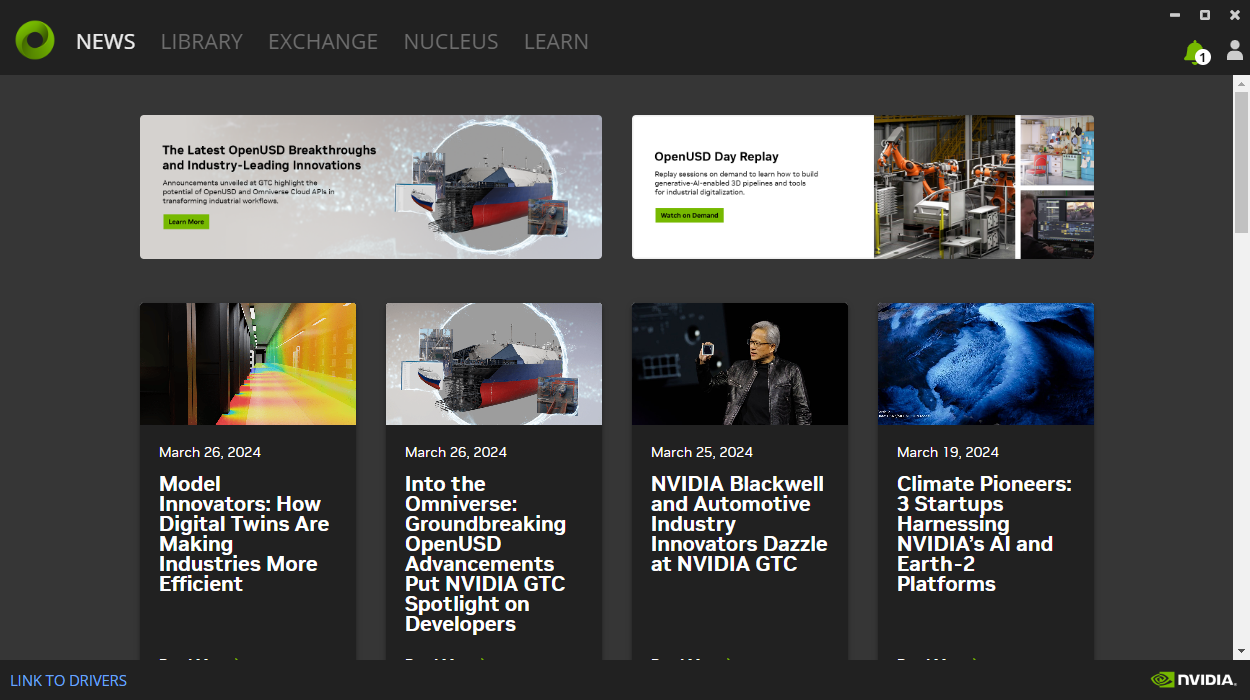 NEWS LIBRARY EXCHANGE NUCLEUS LEARN
1
The Latest OpenUSD Breakthroughs
and Industry-Leading Innovations
Announcements unveiled at GTC highlight the
potential of OpenUSD and Omniverse Cloud APIs in
transforming industrial workflows.
Learn More
OpenUSD Day Replay
Replay sessions on demand to learn how to build
generative-AI-enabled 3D pipelines and tools
for industrial digitalization.
Watch on Demand
March 26, 2024
Model
Innovators: How
Digital Twins Are
Making
Industries More
Efficient
March 26, 2024
Into the
Omniverse:
Groundbreaking
OpenUSD
Advancements
Put NVIDIA GTC
Spotlight on
Developers
March 25, 2024
NVIDIA Blackwell
and Automotive
Industry
Innovators Dazzle
at NVIDIA GTC
March 19, 2024
Climate Pioneers:
3 Startups
Harnessing
NVIDIA’s AI and
Earth-2
Platforms
LINK TO DRIVERS
NVIDIA.